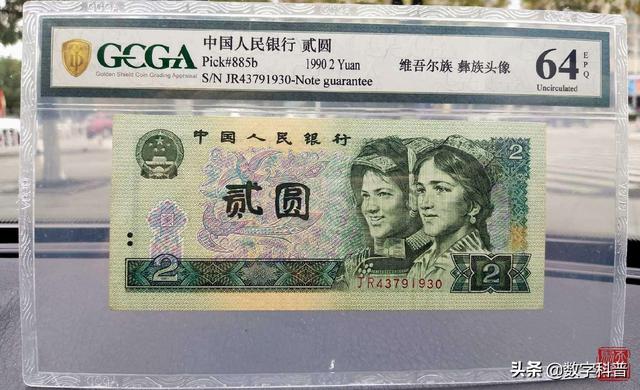 GCGA
Golden Shield Coin Grading Appraisal
中国人民银行 贰圆
Pick#885b 1990 2 Yuan
S/N JR43791930-Note guarantee
维吾尔族 彝族头像
64 EPQ
Uncirculated
中国人民银行
贰圆
2
2
2
JR43791930
头条 @数字科普